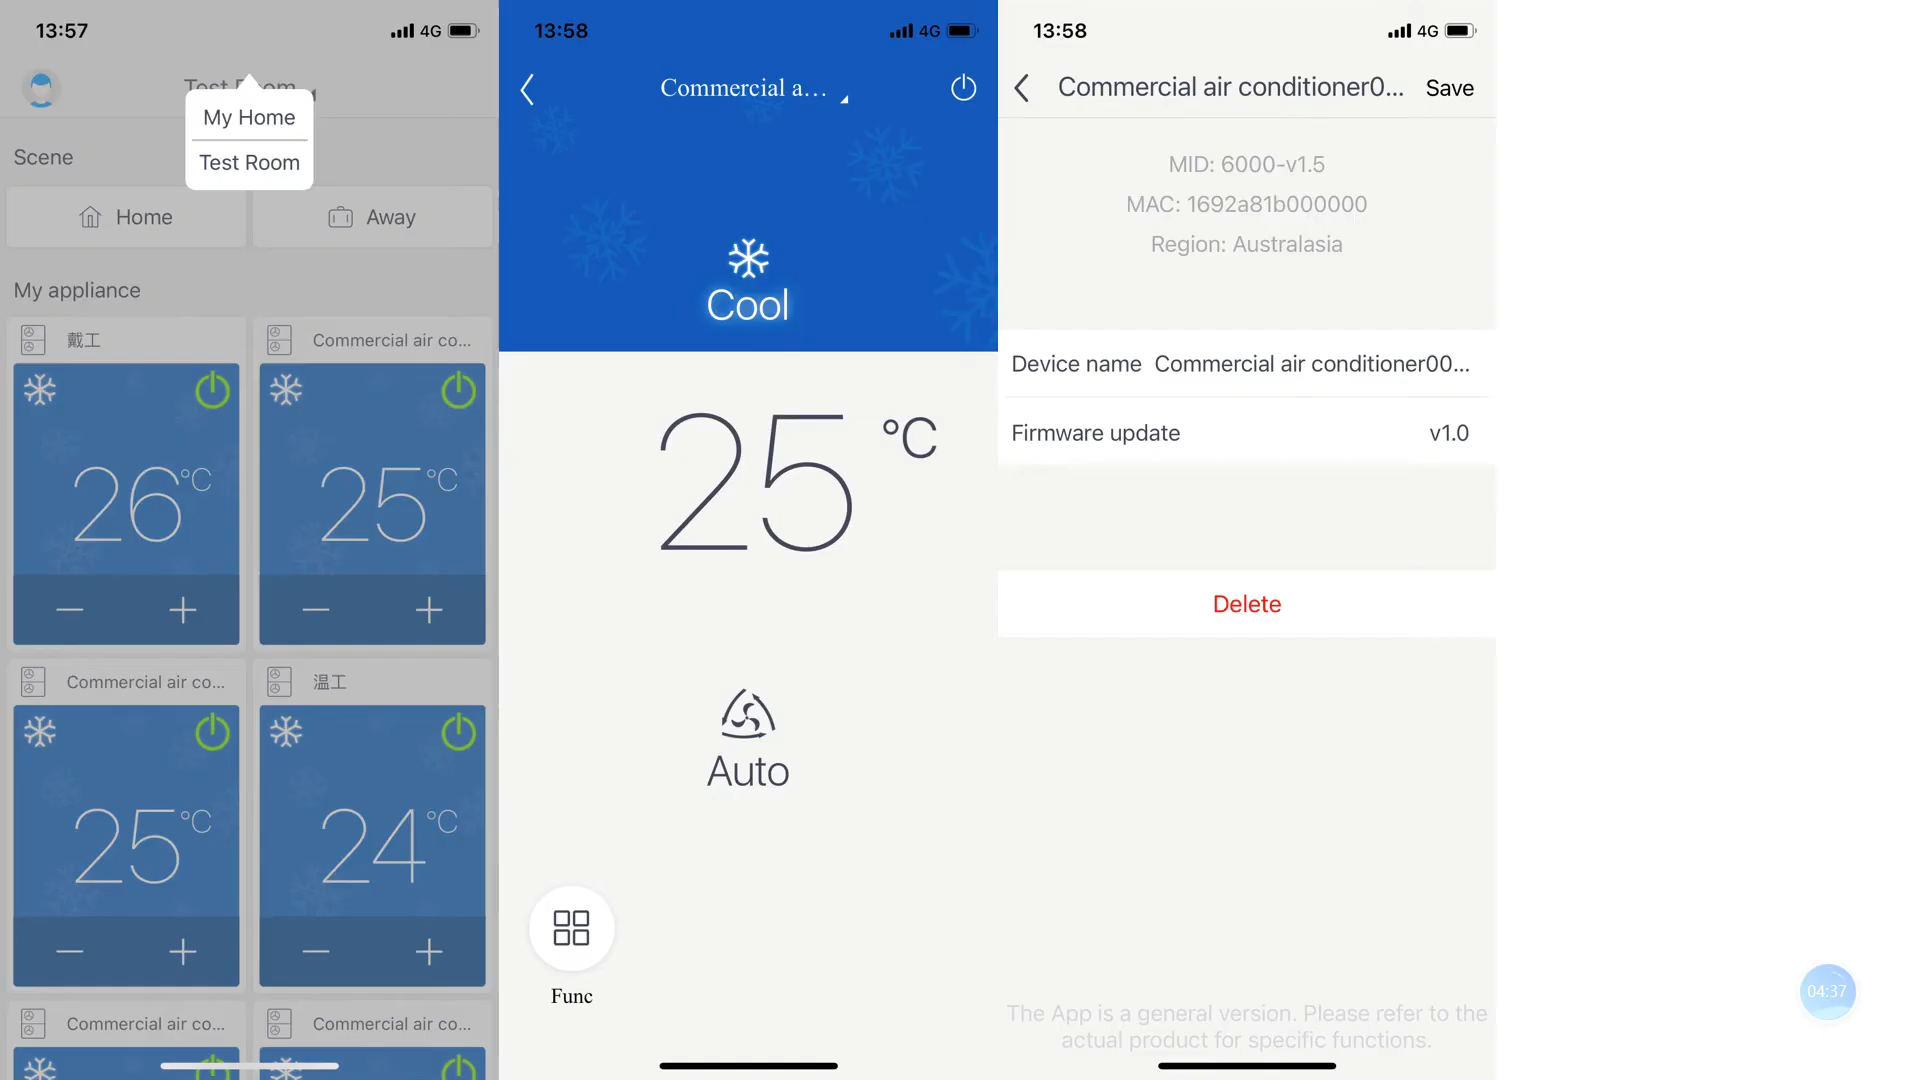 13:57
4G
Test Room
My Home
Test Room
Scene
Home
Away
My appliance
戴工
Commercial air co...
26°C
25°C
Commercial air co...
温工
25°C
24°C
Commercial air co...
Commercial air co...
13:58
4G
Commercial a...
Cool
25 °C
Auto
Func
13:58
4G
Commercial air conditioner0...
Save
MID: 6000-v1.5
MAC: 1692a81b000000
Region: Australasia
Device name Commercial air conditioner00...
Firmware update v1.0
Delete
The App is a general version. Please refer to the
actual product for specific functions.
04:37